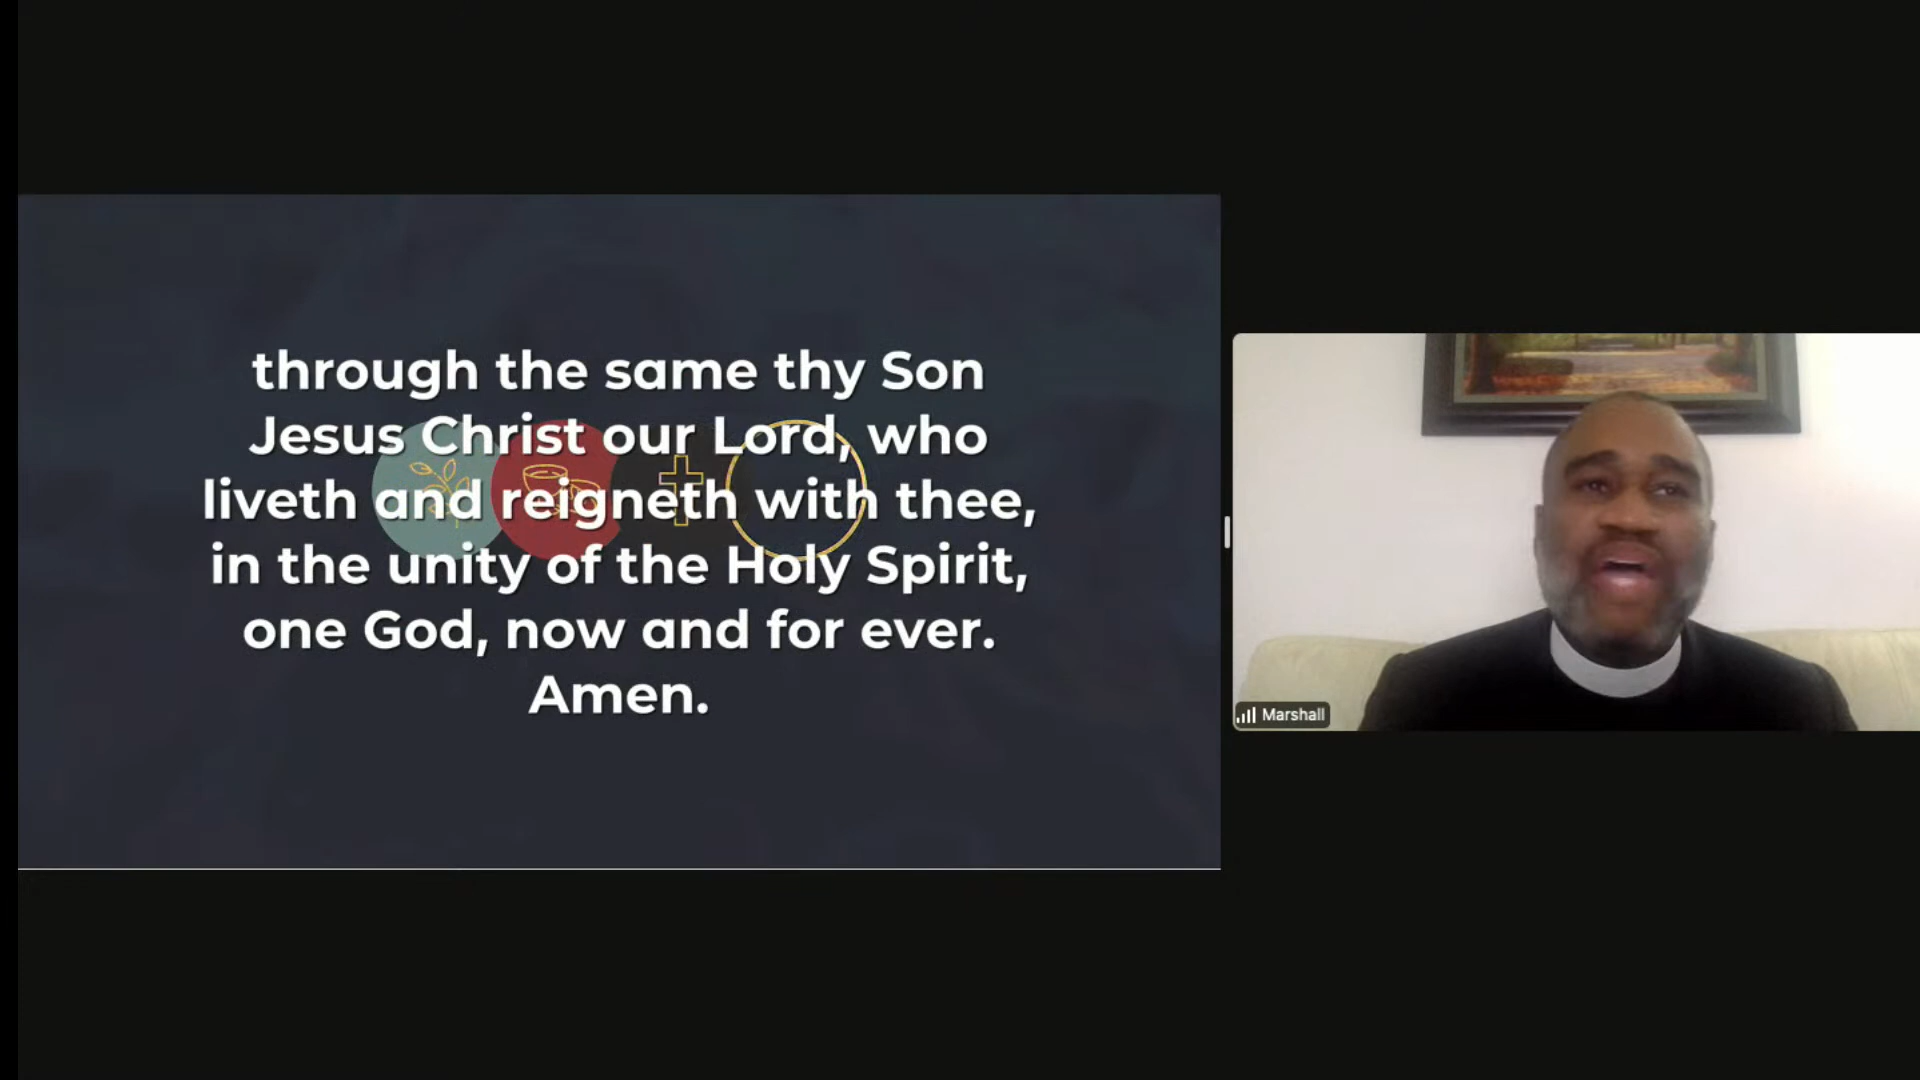 through the same thy Son
Jesus Christ our Lord, who
liveth and reigneth with thee,
in the unity of the Holy Spirit,
one God, now and for ever.
Amen.
Marshall